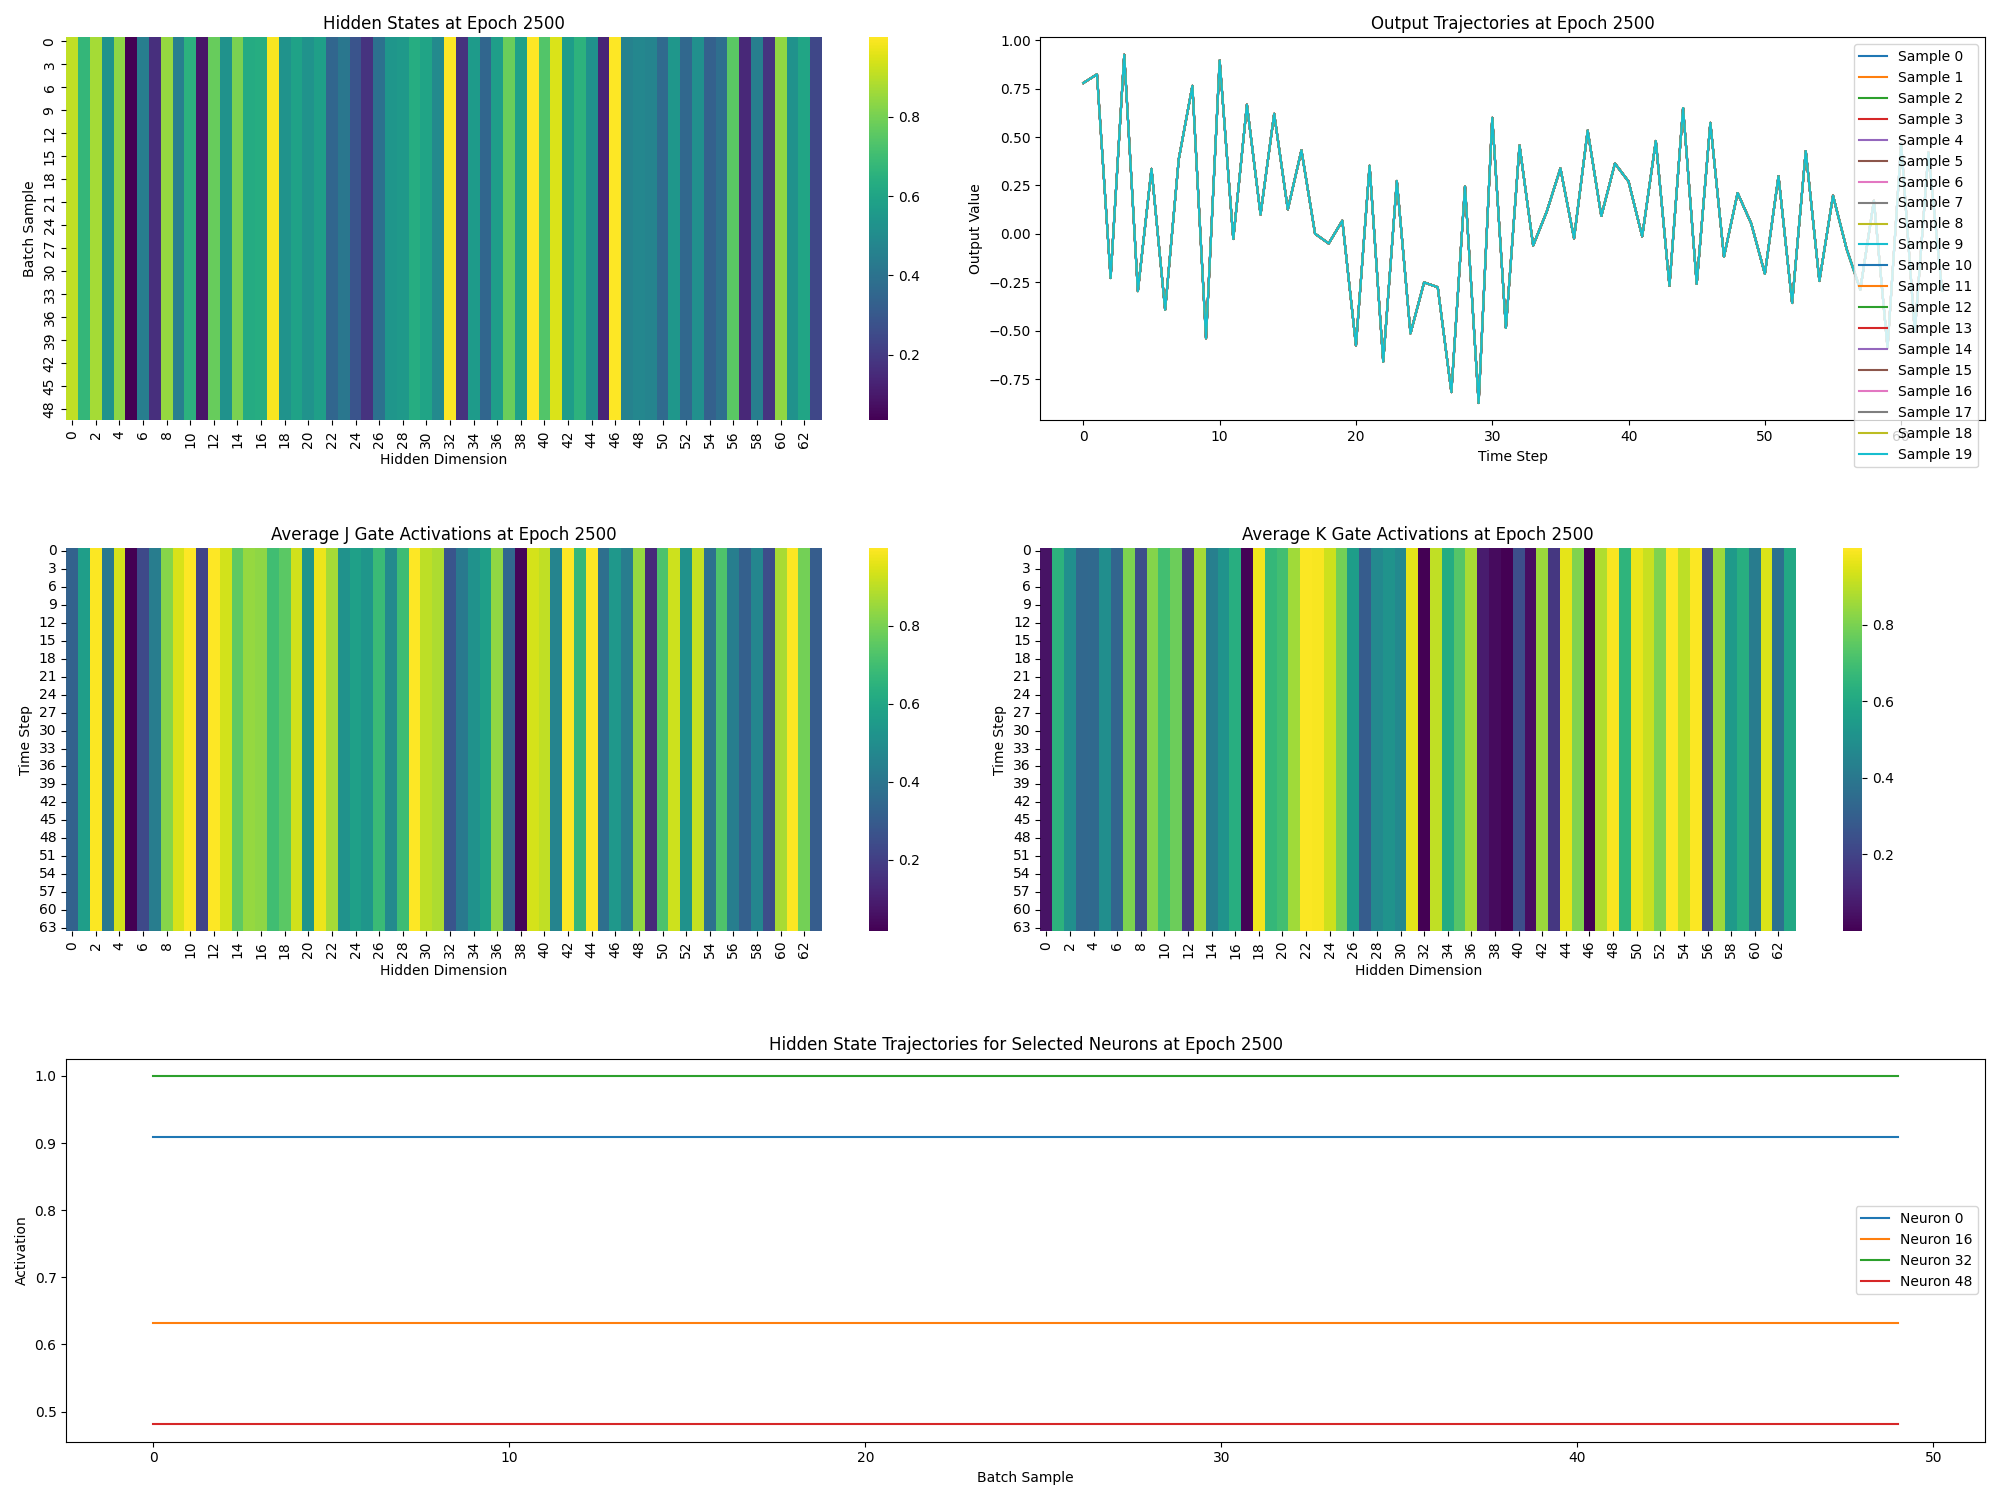 Hidden States at Epoch 2500
Batch Sample
0 3 6 9 12 15 18 21 24 27 30 33 36 39 42 45 48
0 2 4 6 8 10 12 14 16 18 20 22 24 26 28 30 32 34 36 38 40 42 44 46 48 50 52 54 56 58 60 62
Hidden Dimension
0.8
0.6
0.4
0.2
Output Trajectories at Epoch 2500
Output Value
1.00
0.75
0.50
0.25
0.00
−0.25
−0.50
−0.75
0 10 20 30 40 50 60
Time Step
Sample 0
Sample 1
Sample 2
Sample 3
Sample 4
Sample 5
Sample 6
Sample 7
Sample 8
Sample 9
Sample 10
Sample 11
Sample 12
Sample 13
Sample 14
Sample 15
Sample 16
Sample 17
Sample 18
Sample 19
Average J Gate Activations at Epoch 2500
Time Step
0 3 6 9 12 15 18 21 24 27 30 33 36 39 42 45 48 51 54 57 60 63
0 2 4 6 8 10 12 14 16 18 20 22 24 26 28 30 32 34 36 38 40 42 44 46 48 50 52 54 56 58 60 62
Hidden Dimension
0.8
0.6
0.4
0.2
Average K Gate Activations at Epoch 2500
Time Step
0 3 6 9 12 15 18 21 24 27 30 33 36 39 42 45 48 51 54 57 60 63
0 2 4 6 8 10 12 14 16 18 20 22 24 26 28 30 32 34 36 38 40 42 44 46 48 50 52 54 56 58 60 62
Hidden Dimension
0.8
0.6
0.4
0.2
Hidden State Trajectories for Selected Neurons at Epoch 2500
Activation
1.0
0.9
0.8
0.7
0.6
0.5
0 10 20 30 40 50
Batch Sample
Neuron 0
Neuron 16
Neuron 32
Neuron 48